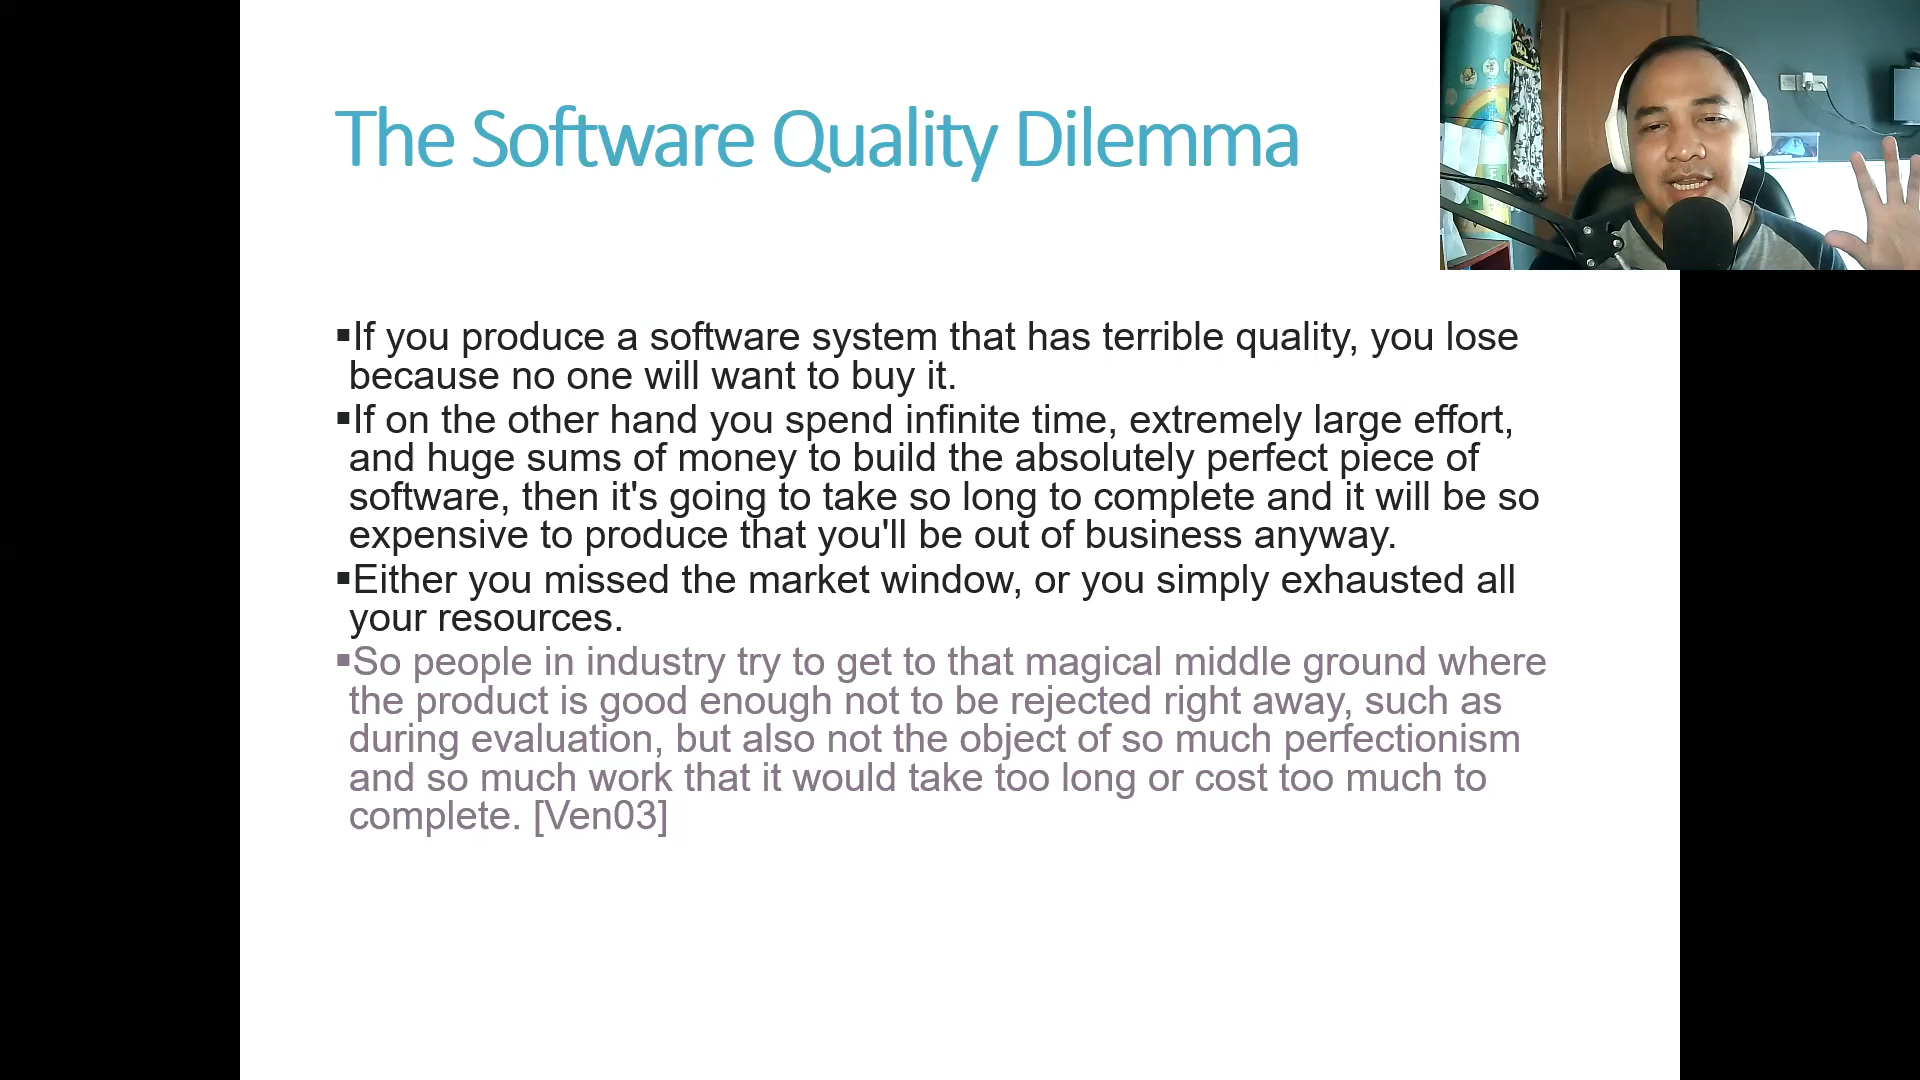 The Software Quality Dilemma
▪If you produce a software system that has terrible quality, you lose
because no one will want to buy it.
▪If on the other hand you spend infinite time, extremely large effort,
and huge sums of money to build the absolutely perfect piece of
software, then it's going to take so long to complete and it will be so
expensive to produce that you'll be out of business anyway.
▪Either you missed the market window, or you simply exhausted all
your resources.
▪So people in industry try to get to that magical middle ground where
the product is good enough not to be rejected right away, such as
during evaluation, but also not the object of so much perfectionism
and so much work that it would take too long or cost too much to
complete. [Ven03]